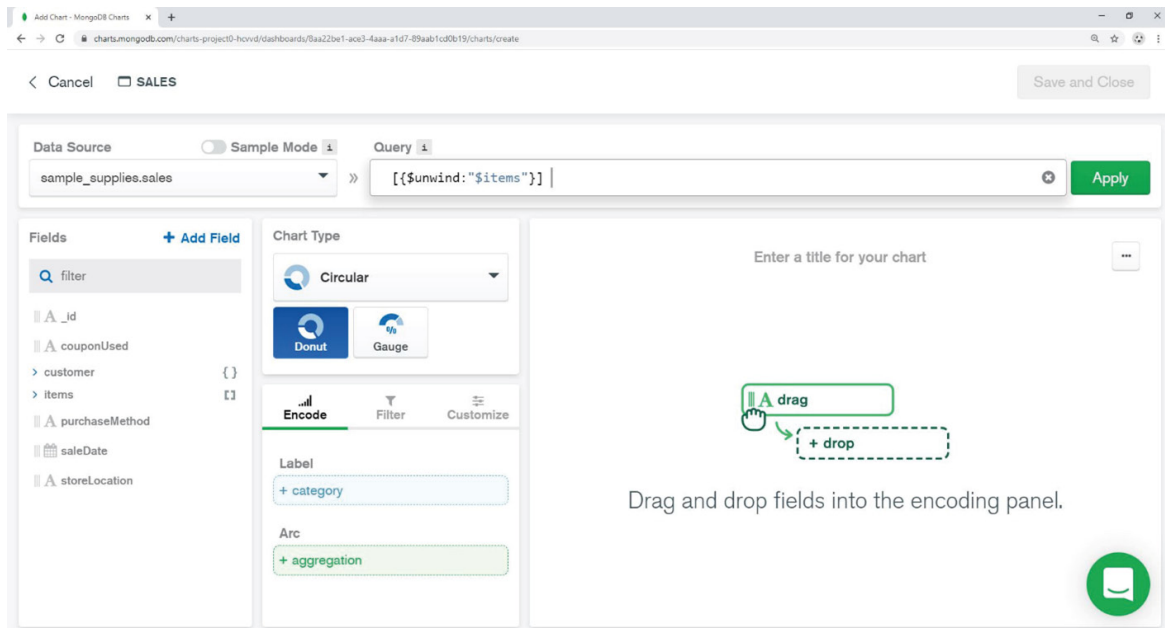 Add Chart - MongoDB Charts
charts.mongodb.com/charts-project0-hcvvd/dashboards/8aa22be1-ace3-4aaa-a1d7-89aab1cd0b19/charts/create
Cancel SALES Save and Close
Data Source Sample Mode i Query i
sample_supplies.sales » [{$unwind:"$items"}] Apply
Fields + Add Field
filter
A _id
A couponUsed
customer { }
items [ ]
A purchaseMethod
saleDate
A storeLocation
Chart Type
Circular
Donut Gauge
Encode Filter Customize
Label
+ category
Arc
+ aggregation
Enter a title for your chart ...
A drag
+ drop
Drag and drop fields into the encoding panel.